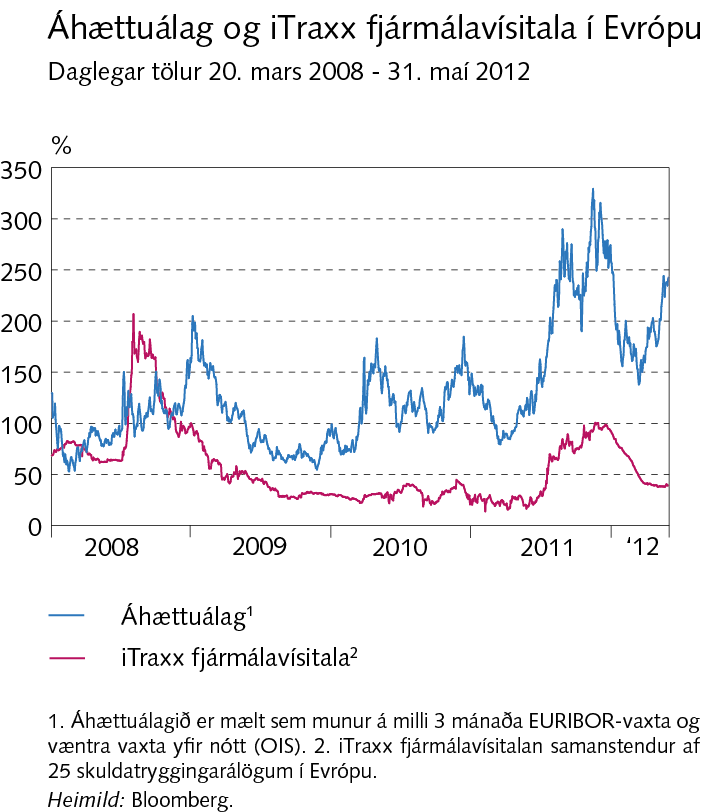 Áhættuálag og iTraxx fjármálavísitala í Evrópu
Daglegar tölur 20. mars 2008 - 31. maí 2012
%
350
300
250
200
150
100
50
0
2008 2009 2010 2011 ‘12
Áhættuálag¹
iTraxx fjármálavísitala²
1. Áhættuálagið er mælt sem munur á milli 3 mánaða EURIBOR-vaxta og
væntra vaxta yfir nótt (OIS). 2. iTraxx fjármálavísitalan samanstendur af
25 skuldatryggingarálögum í Evrópu.
Heimild: Bloomberg.